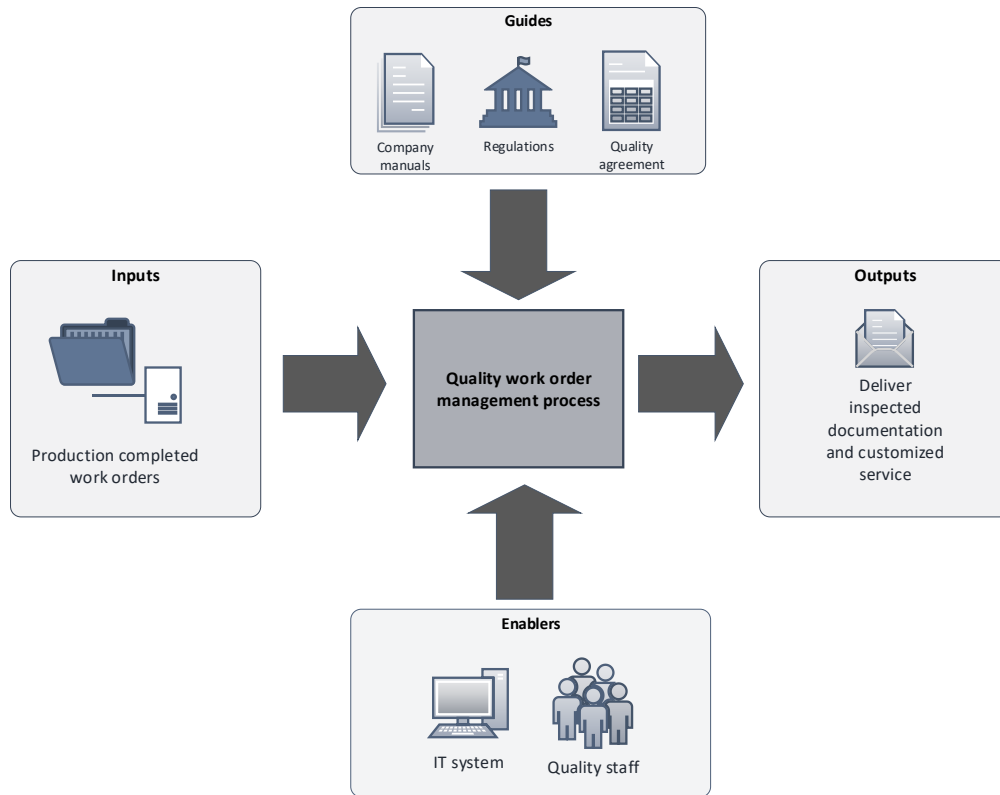 Guides
Company
manuals
Regulations
Quality
agreement
Inputs
Production completed
work orders
Quality work order
management process
Outputs
Deliver
inspected
documentation
and customized
service
Enablers
IT system
Quality staff